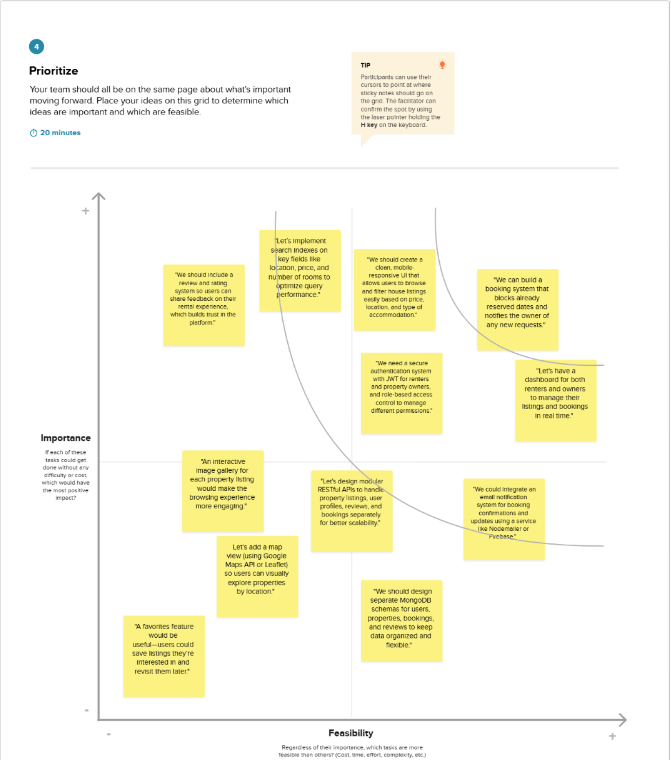 4
Prioritize
Your team should all be on the same page about what's important
moving forward. Place your ideas on this grid to determine which
ideas are important and which are feasible.
20 minutes
TIP
Participants can use their
cursors to point at where
sticky notes should go on
the grid. The facilitator can
confirm the spot by using
the laser pointer holding the
H key on the keyboard.
+
"Let's implement
search indexes on
key fields like
location, price, and
number of rooms to
optimize query
performance."
"We should include a
review and rating
system so users can
share feedback on their
rental experience,
which builds trust in the
platform."
"We should create a
clean, mobile-
responsive UI that
allows users to browse
and filter house listings
easily based on price,
location, and type of
accommodation."
"We can build a
booking system that
blocks already
reserved dates and
notifies the owner of
any new requests."
"We need a secure
authentication system
with JWT for renters
and property owners,
and role-based access
control to manage
different permissions."
"Let's have a
dashboard for both
renters and owners
to manage their
listings and bookings
in real time."
Importance
If each of these
tasks could get
done without any
difficulty or cost,
which would have
the most positive
impact?
"An interactive
image gallery for
each property listing
would make the
browsing experience
more engaging."
"Let's design modular
RESTful APIs to handle
property listings, user
profiles, reviews, and
bookings separately
for better scalability."
"We could integrate an
email notification
system for booking
confirmations and
updates using a service
like Nodemailer or
Let's add a map
view (using Google
Maps API or Leaflet)
so users can visually
explore properties
by location."
"We should design
separate MongoDB
schemas for users,
properties, bookings,
and reviews to keep
data organized and
flexible."
"A favorites feature
would be
useful—users could
save listings they're
interested in and
revisit them later."
-
-
Feasibility
+
Regardless of their importance, which tasks are more
feasible than others? (Cost, time, effort, complexity, etc.)